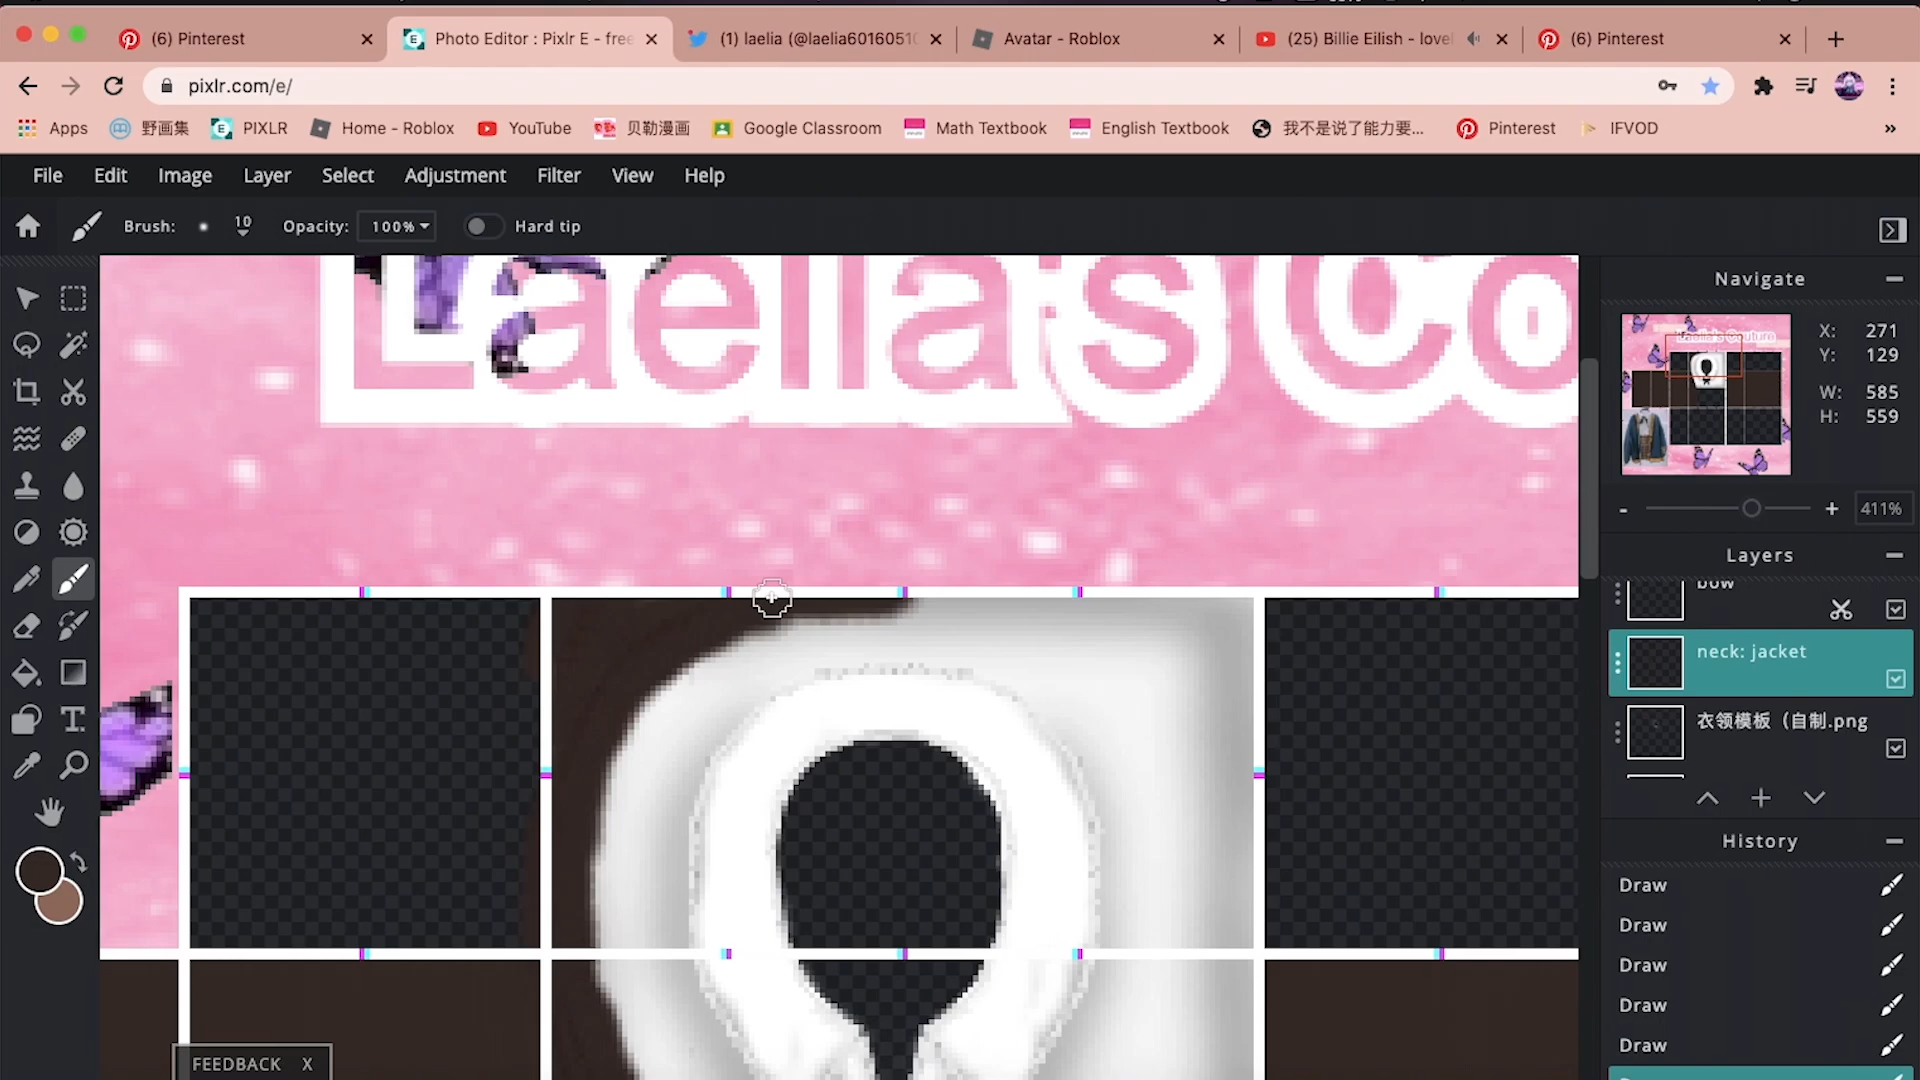 (6) Pinterest
Photo Editor : Pixlr E - free
(1) laelia (@laelia6016051
Avatar - Roblox
(25) Billie Eilish - lovel
(6) Pinterest
pixlr.com/e/
Apps
野画集
PIXLR
Home - Roblox
YouTube
贝勒漫画
Google Classroom
Math Textbook
English Textbook
我不是说了能力要...
Pinterest
IFVOD
»
File Edit Image Layer Select Adjustment Filter View Help
Brush: 10 Opacity: 100% Hard tip
Laelia's Co
Navigate
X: 271
Y: 129
W: 585
H: 559
- + 411%
Layers
bow
neck: jacket
衣领模板（自制.png
History
Draw
Draw
Draw
Draw
Draw
FEEDBACK X